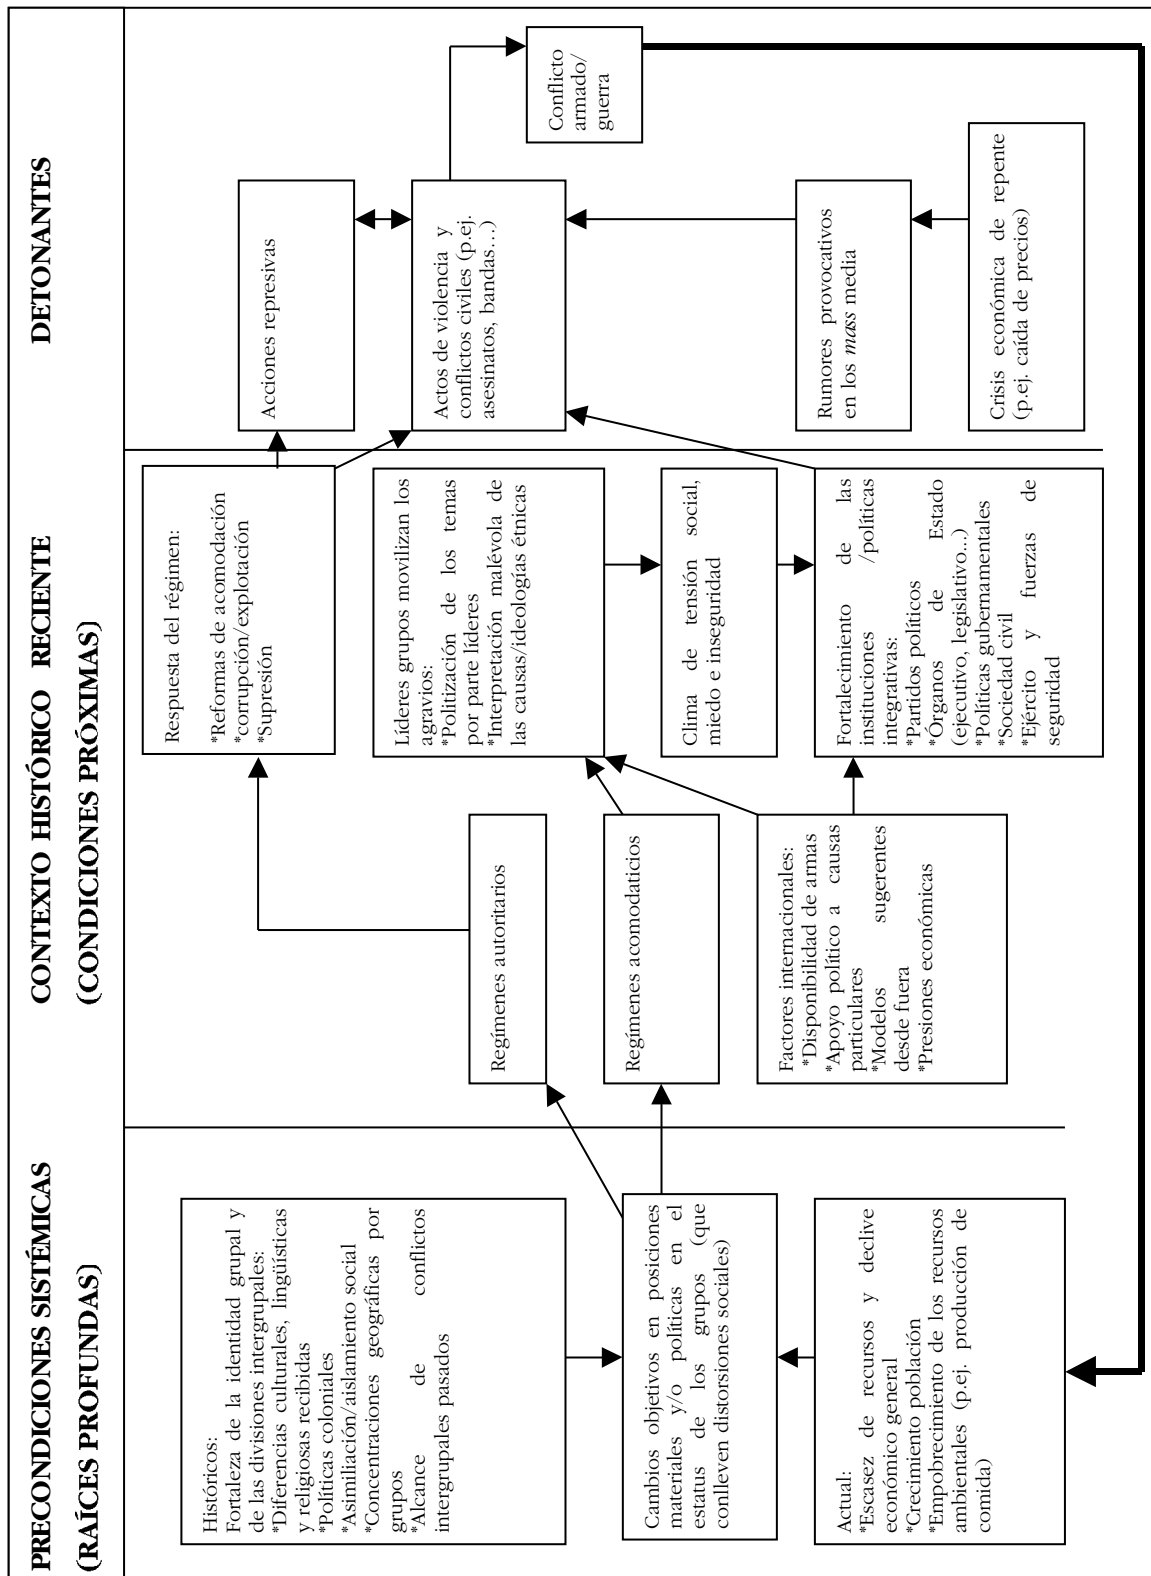 PRECONDICIONES SISTÉMICAS
(RAÍCES PROFUNDAS)
CONTEXTO HISTÓRICO RECIENTE
(CONDICIONES PRÓXIMAS)
DETONANTES
Históricos:
Fortaleza de la identidad grupal y
de las divisiones intergrupales:
*Diferencias culturales, lingüísticas
y religiosas recibidas
*Políticas coloniales
*Asimiliación/aislamiento social
*Concentraciones geográficas por
grupos
*Alcance de conflictos
intergrupales pasados
Cambios objetivos en posiciones
materiales y/o políticas en el
estatus de los grupos (que
conlleven distorsiones sociales)
Actual:
*Escasez de recursos y declive
económico general
*Crecimiento población
*Empobrecimiento de los recursos
ambientales (p.ej. producción de
comida)
Regímenes autoritarios
Regímenes acomodaticios
Factores internacionales:
*Disponibilidad de armas
*Apoyo político a causas
particulares
*Modelos sugerentes
desde fuera
*Presiones económicas
Respuesta del régimen:
*Reformas de acomodación
*corrupción/explotación
*Supresión
Líderes grupos movilizan los
agravios:
*Politización de los temas
por parte líderes
*Interpretación malévola de
las causas/ideologías étnicas
Clima de tensión social,
miedo e inseguridad
Fortalecimiento de las
instituciones /políticas
integrativas:
*Partidos políticos
*Órganos de Estado
(ejecutivo, legislativo...)
*Políticas gubernamentales
*Sociedad civil
*Ejército y fuerzas de
seguridad
Acciones represivas
Actos de violencia y
conflictos civiles (p.ej.
asesinatos, bandas...)
Rumores provocativos
en los mass media
Crisis económica de repente
(p.ej. caída de precios)
Conflicto
armado/
guerra